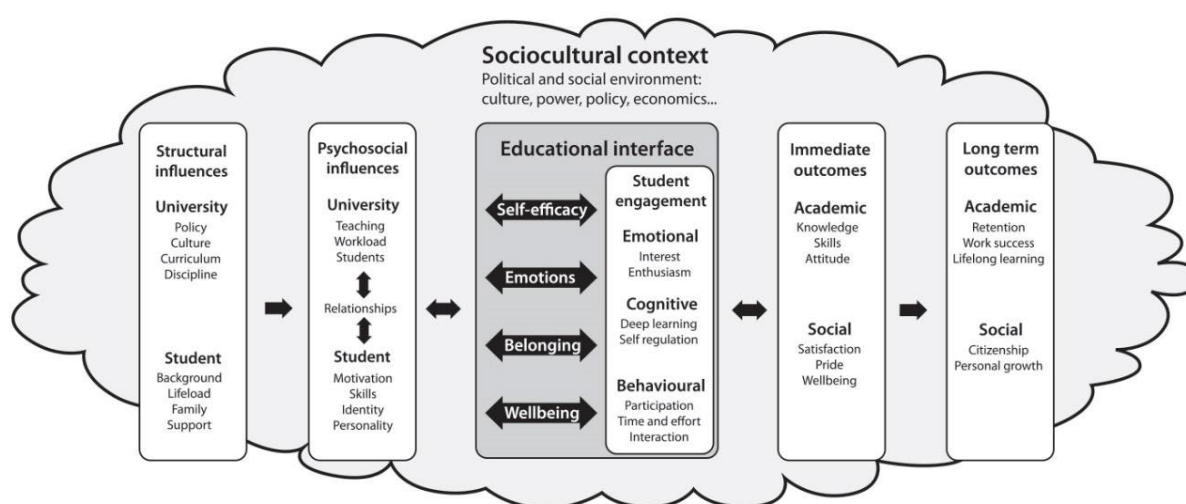 Sociocultural context
Political and social environment:
culture, power, policy, economics...
Structural
influences
University
Policy
Culture
Curriculum
Discipline
Student
Background
Lifeload
Family
Support
Psychosocial
influences
University
Teaching
Workload
Students
Relationships
Student
Motivation
Skills
Identity
Personality
Educational interface
Self-efficacy
Emotions
Belonging
Wellbeing
Student
engagement
Emotional
Interest
Enthusiasm
Cognitive
Deep learning
Self regulation
Behavioural
Participation
Time and effort
Interaction
Immediate
outcomes
Academic
Knowledge
Skills
Attitude
Social
Satisfaction
Pride
Wellbeing
Long term
outcomes
Academic
Retention
Work success
Lifelong learning
Social
Citizenship
Personal growth